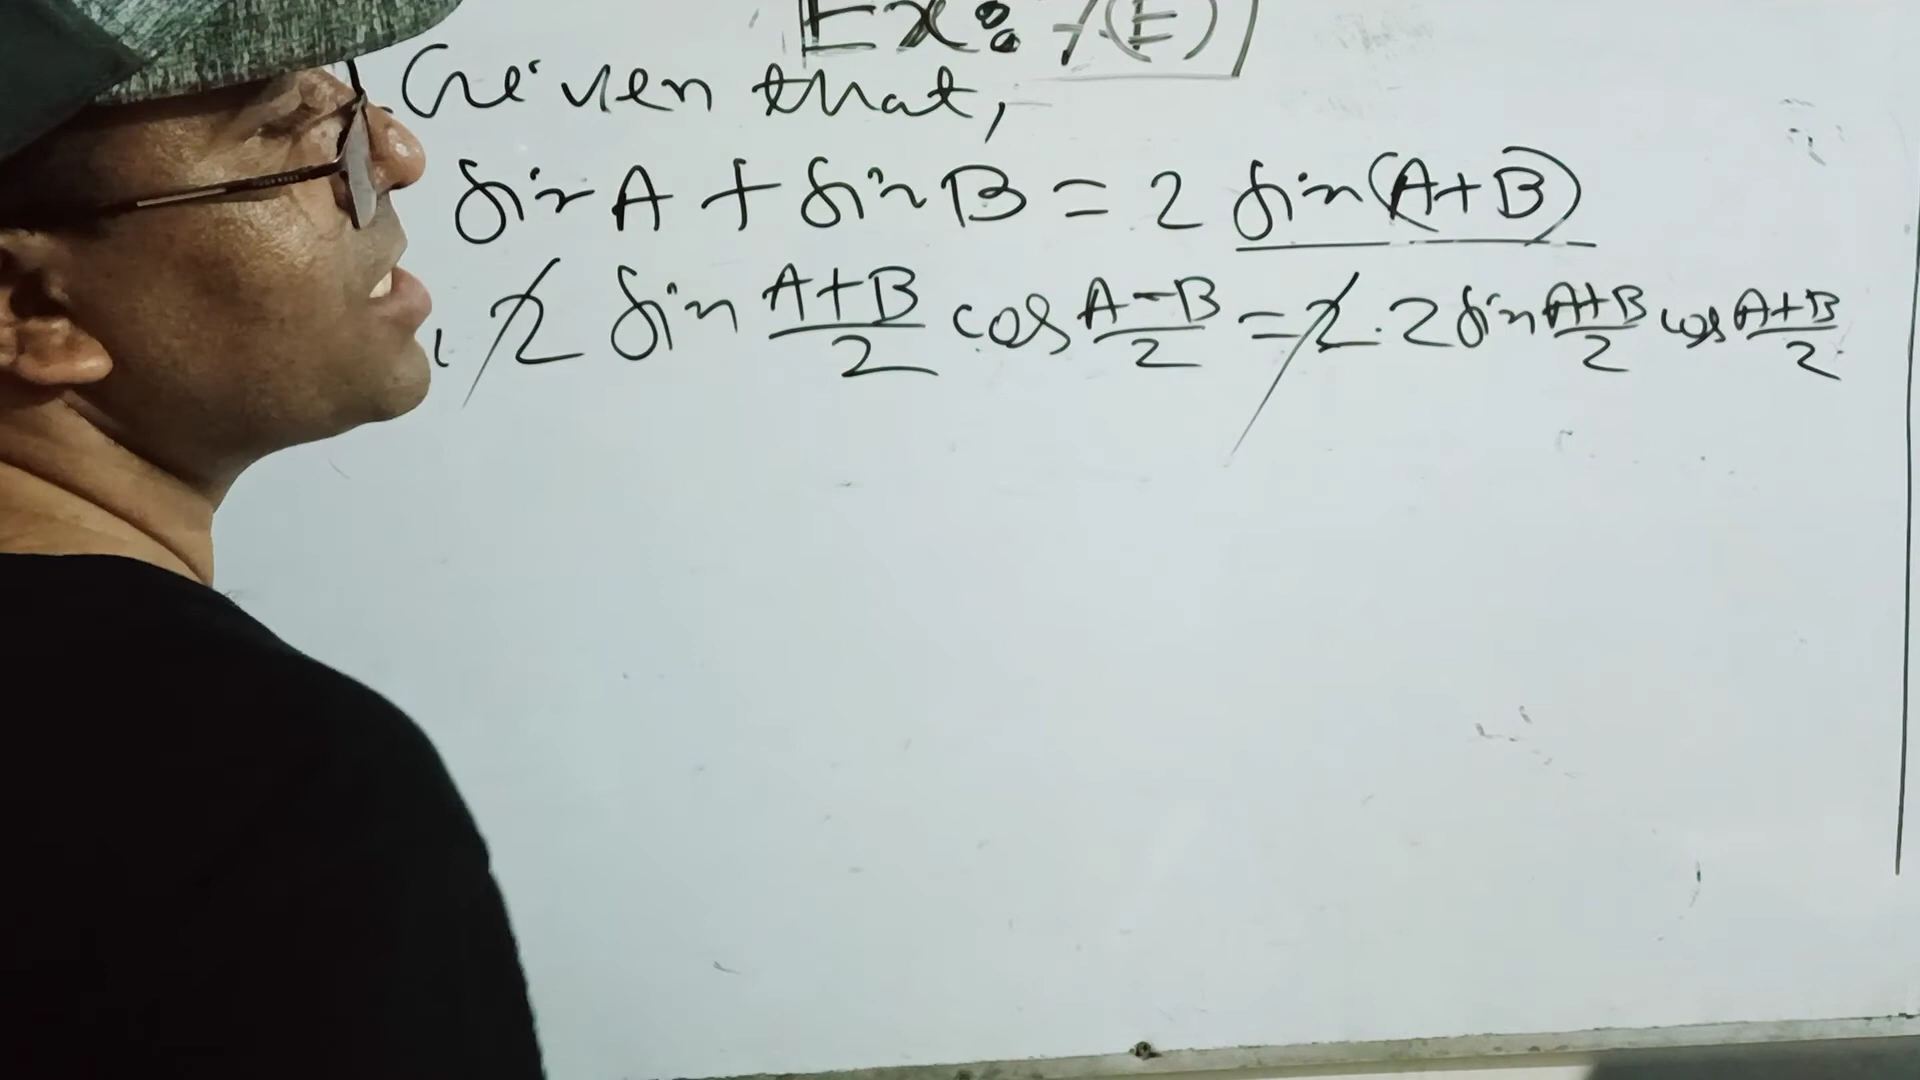 Ex: 7(E)
Given that,
sin A + sin B = 2 sin(A+B)
2 sin A+B/2 cos A-B/2 = 2. 2 sin A+B/2 cos A+B/2